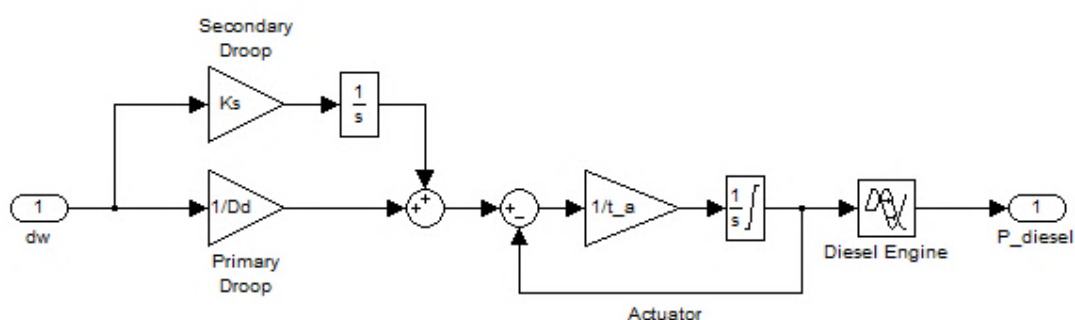 Secondary
Droop
Ks
1
s
1
dw
1/Dd
Primary
Droop
+
+
+
-
1/t_a
1
s
Actuator
Diesel Engine
1
P_diesel